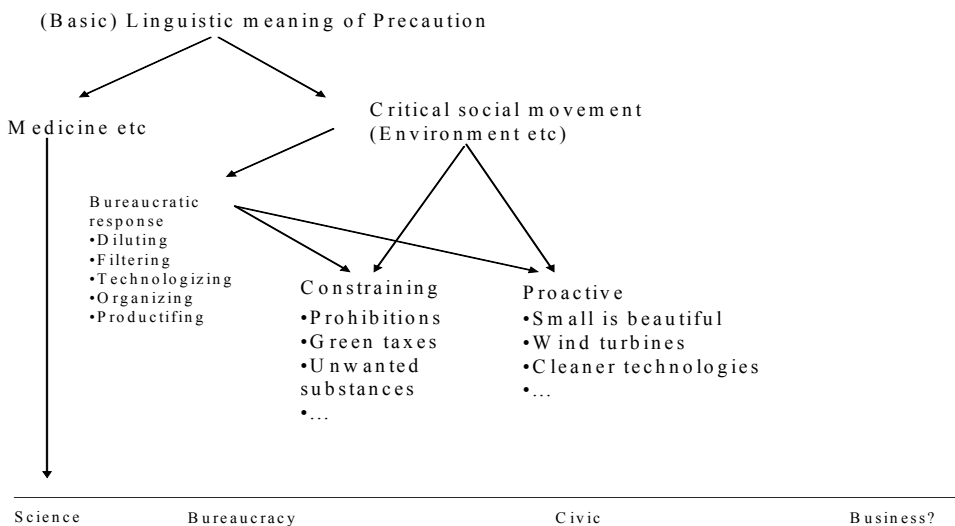 (Basic) Linguistic meaning of Precaution
Medicine etc
Critical social movement
(Environment etc)
Bureaucratic
response
•Diluting
•Filtering
•Technologizing
•Organizing
•Productifing
Constraining
•Prohibitions
•Green taxes
•Unwanted
substances
•...
Proactive
•Small is beautiful
•Wind turbines
•Cleaner technologies
•...
Science
Bureaucracy
Civic
Business?